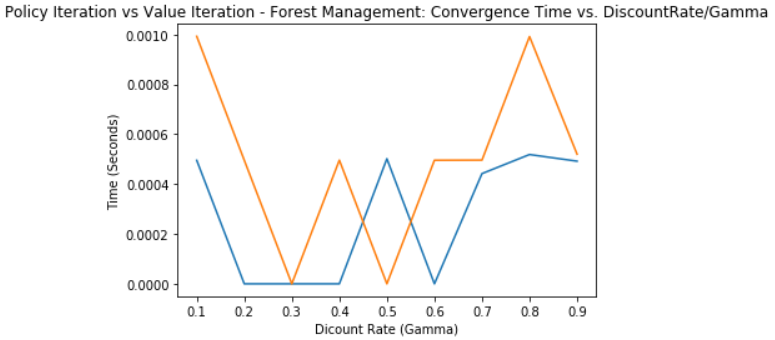 Policy Iteration vs Value Iteration - Forest Management: Convergence Time vs. DiscountRate/Gamma
0.0010
0.0008
0.0006
0.0004
0.0002
0.0000
Time (Seconds)
0.1 0.2 0.3 0.4 0.5 0.6 0.7 0.8 0.9
Dicount Rate (Gamma)